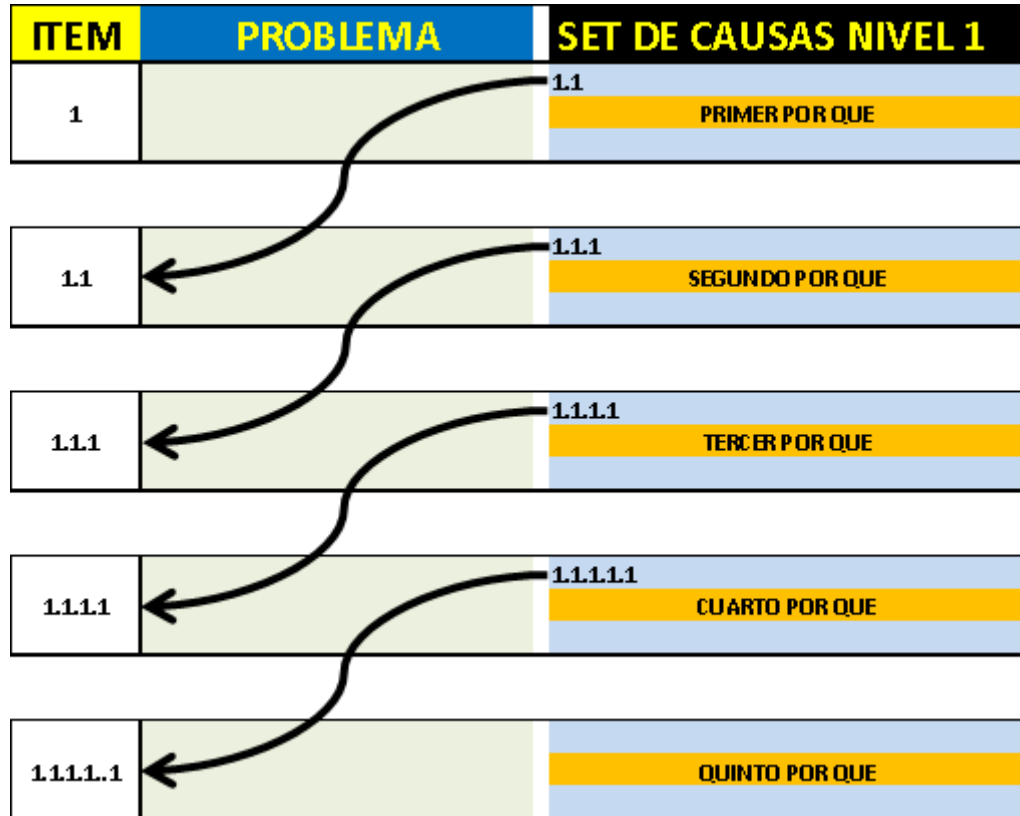 ITEM PROBLEMA SET DE CAUSAS NIVEL 1
1.1
1 PRIMER POR QUE
1.1.1
1.1 SEGUNDO POR QUE
1.1.1.1
1.1.1 TERCER POR QUE
1.1.1.1.1
1.1.1.1 CUARTO POR QUE
1.1.1.1..1 QUINTO POR QUE